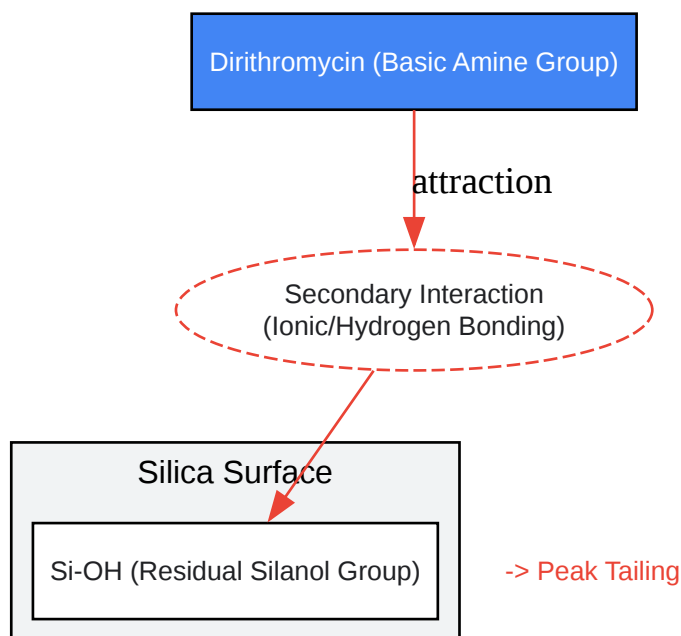 Dirithromycin (Basic Amine Group)
attraction
Secondary Interaction
(Ionic/Hydrogen Bonding)
Silica Surface
Si-OH (Residual Silanol Group)
-> Peak Tailing